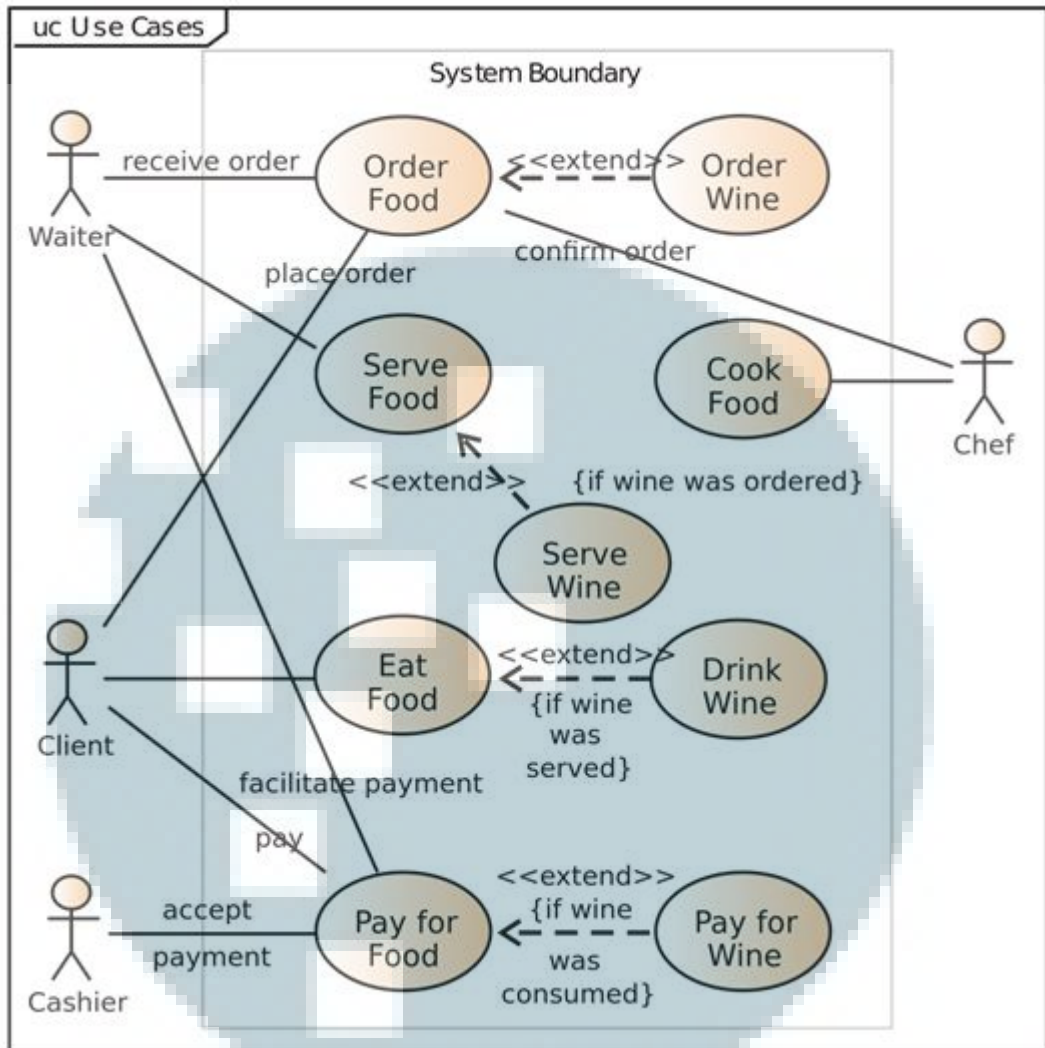 uc Use Cases
System Boundary
receive order
Order
Food
<<extend>>
Order
Wine
Waiter
place order
confirm order
Serve
Food
Cook
Food
Chef
<<extend>>
{if wine was ordered}
Serve
Wine
Client
Eat
Food
<<extend>>
{if wine
was
served}
Drink
Wine
facilitate payment
pay
Cashier
accept
payment
Pay for
Food
<<extend>>
{if wine
was
consumed}
Pay for
Wine